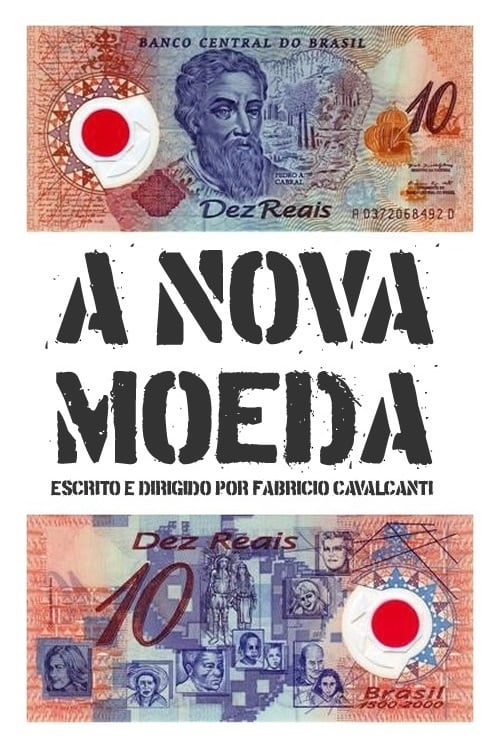 BANCO CENTRAL DO BRASIL
10
PEDRO A.
CABRAL
Dez Reais
A 0372068492 D
A NOVA
MOEDA
ESCRITO E DIRIGIDO POR FABRICIO CAVALCANTI
Dez Reais
10
Brasil
1500-2000